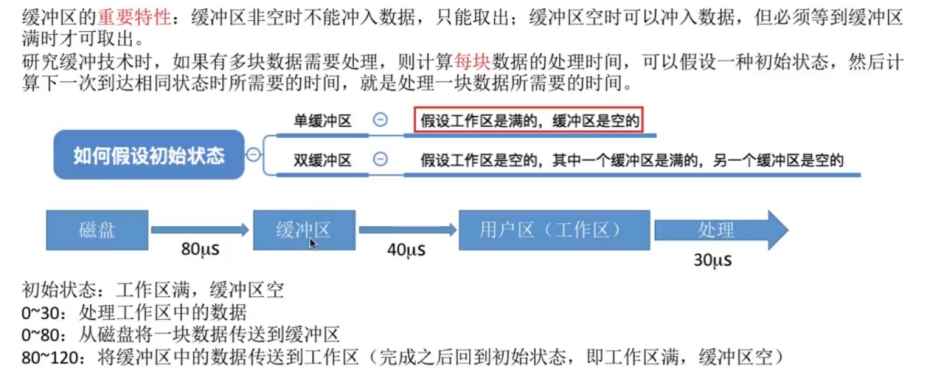 缓冲区的重要特性：缓冲区非空时不能冲入数据，只能取出；缓冲区空时可以冲入数据，但必须等到缓冲区
满时才可取出。
研究缓冲技术时，如果有多块数据需要处理，则计算每块数据的处理时间，可以假设一种初始状态，然后计
算下一次到达相同状态时所需要的时间，就是处理一块数据所需要的时间。
单缓冲区 假设工作区是满的，缓冲区是空的
如何假设初始状态
双缓冲区 假设工作区是空的，其中一个缓冲区是满的，另一个缓冲区是空的
磁盘 缓冲区 用户区（工作区） 处理
80μs 40μs 30μs
初始状态：工作区满，缓冲区空
0~30：处理工作区中的数据
0~80：从磁盘将一块数据传送到缓冲区
80~120：将缓冲区中的数据传送到工作区（完成之后回到初始状态，即工作区满，缓冲区空）